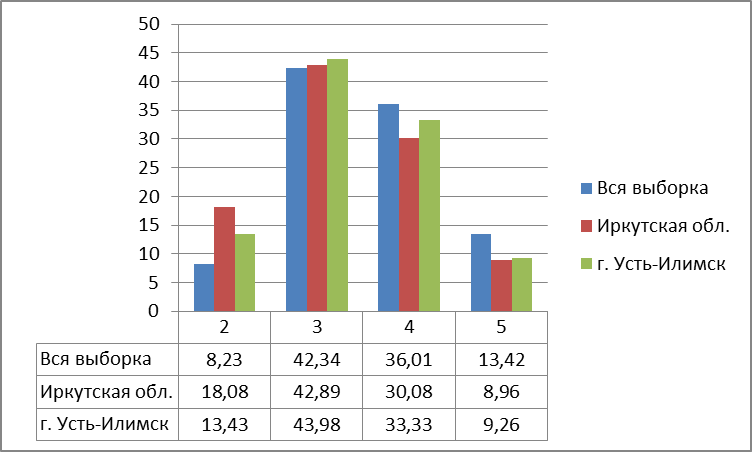 50
45
40
35
30
25
20
15
10
5
0
Вся выборка
Иркутская обл.
г. Усть-Илимск
2 3 4 5
Вся выборка 8,23 42,34 36,01 13,42
Иркутская обл. 18,08 42,89 30,08 8,96
г. Усть-Илимск 13,43 43,98 33,33 9,26